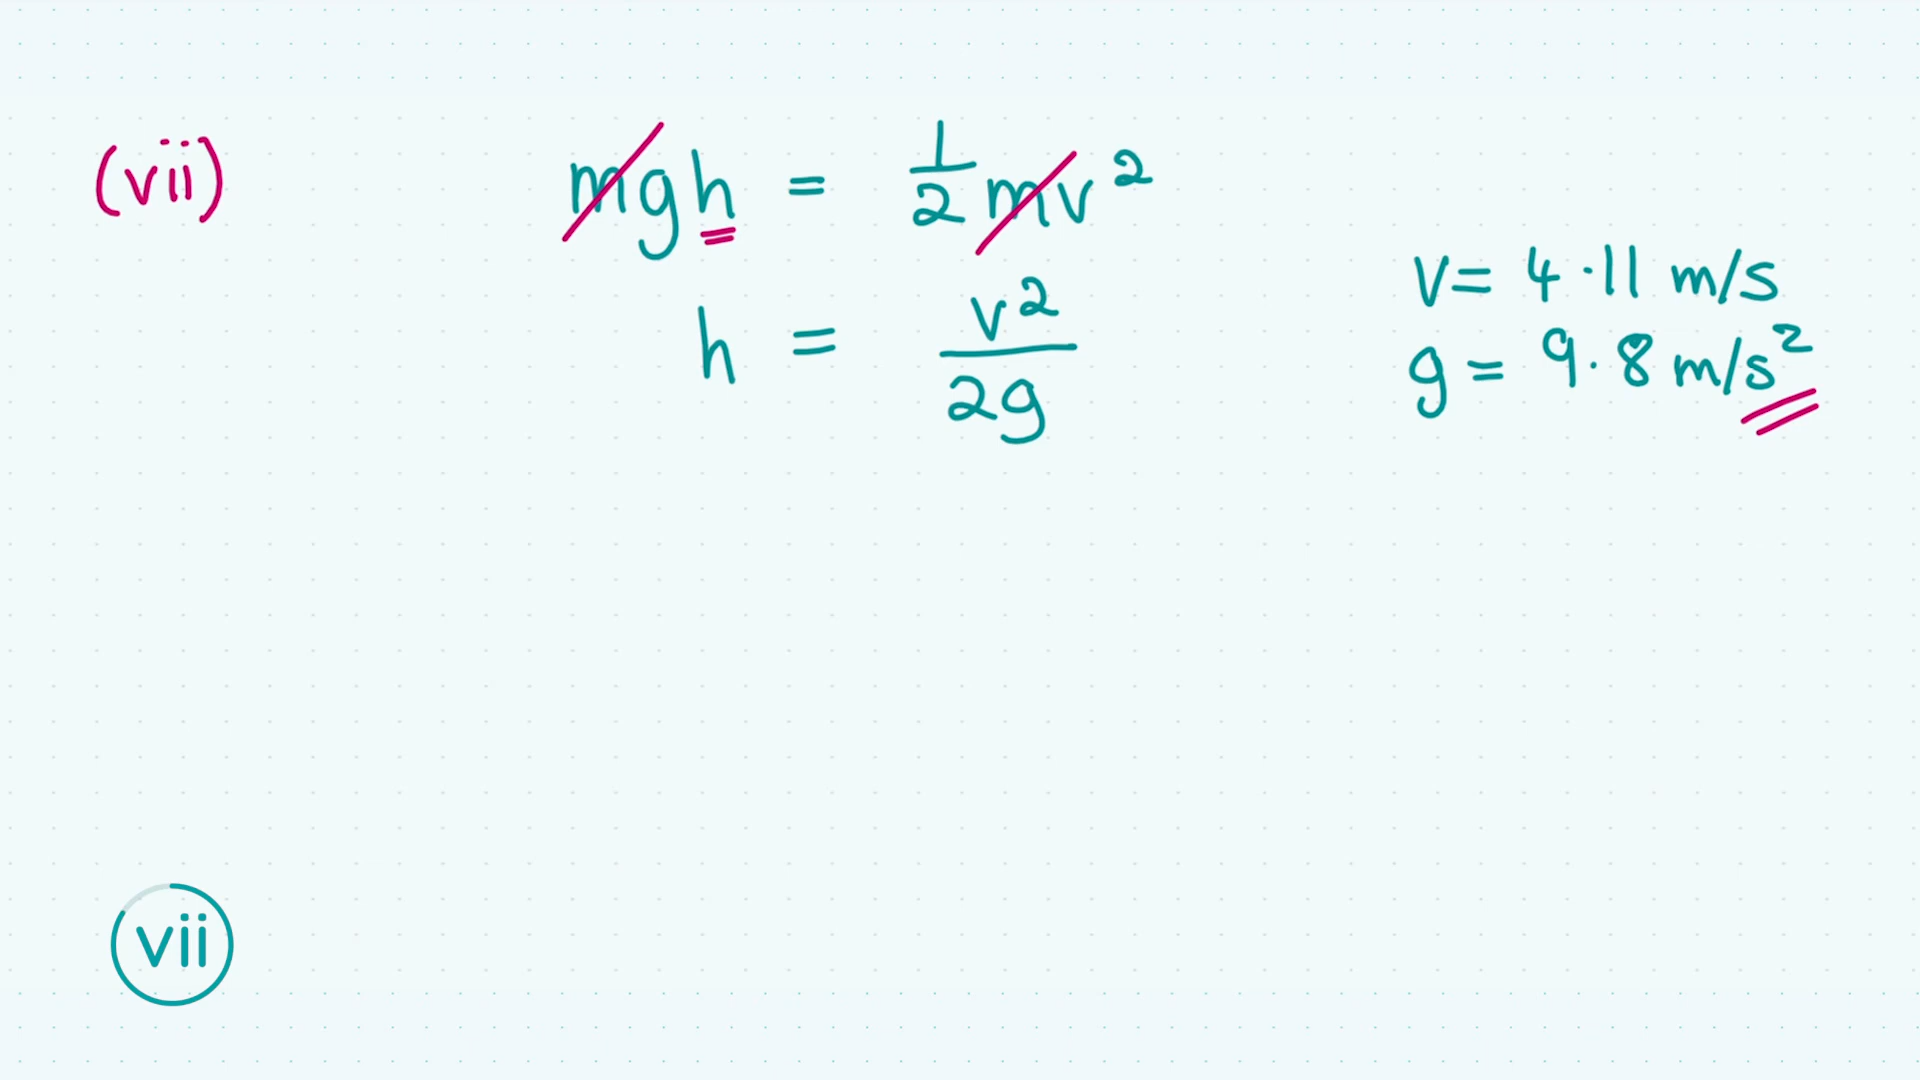 (vii)
mgh = 1/2 mv²
h = v²/2g
v = 4·11 m/s
g = 9·8 m/s²
vii